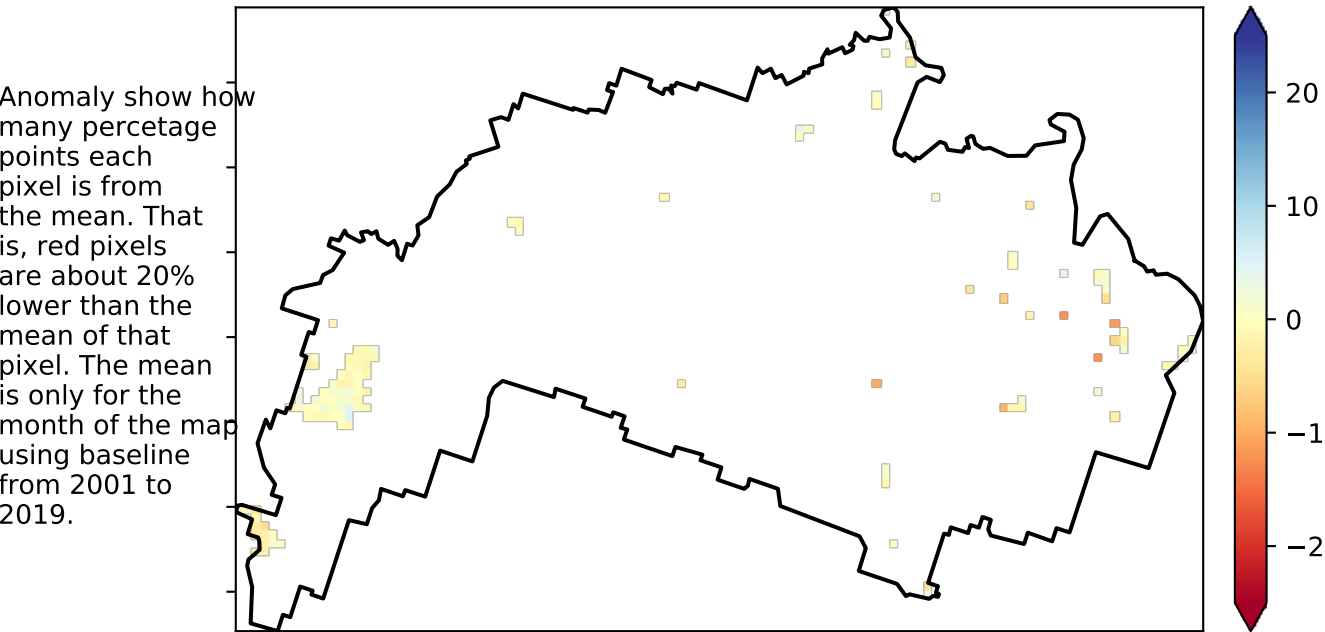 Anomaly show how
many percetage
points each
pixel is from
the mean. That
is, red pixels
are about 20%
lower than the
mean of that
pixel. The mean
is only for the
month of the map
using baseline
from 2001 to
2019.
20
10
0
−1
−2